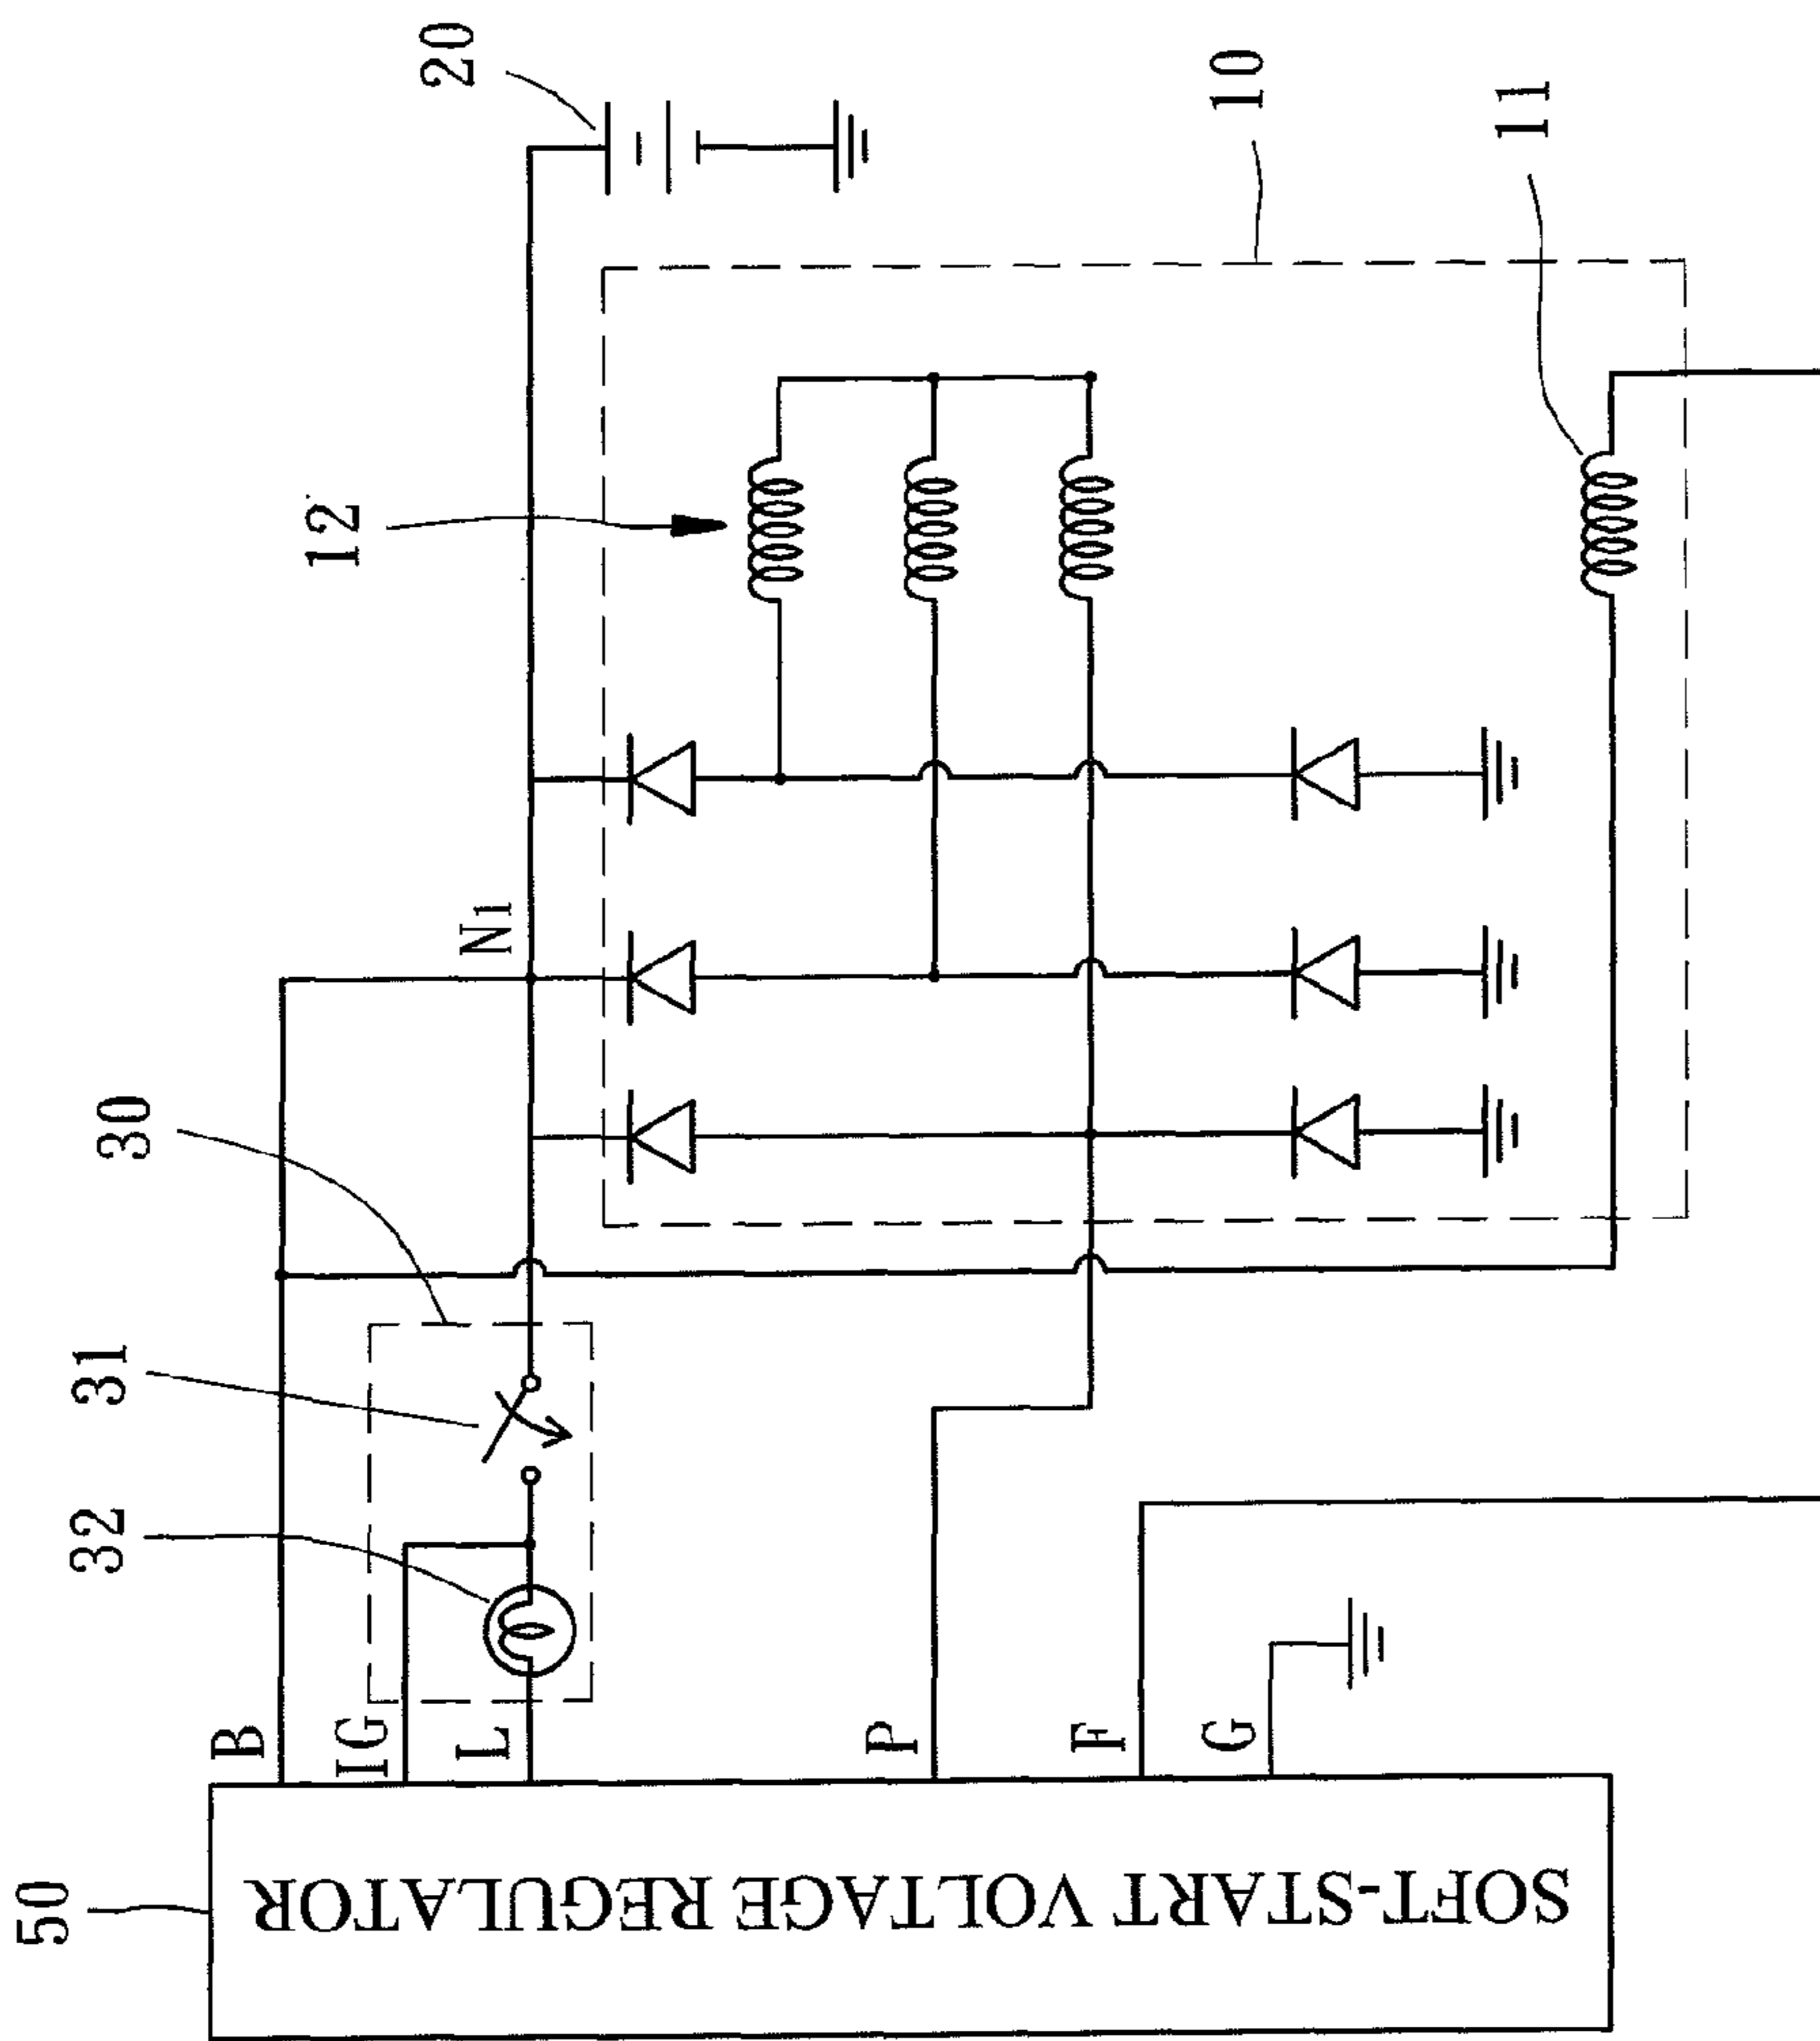 20
10
11
12
N1
30
31
32
B
IG
L
P
F
G
50
SOFT-START VOLTAGE REGULATOR